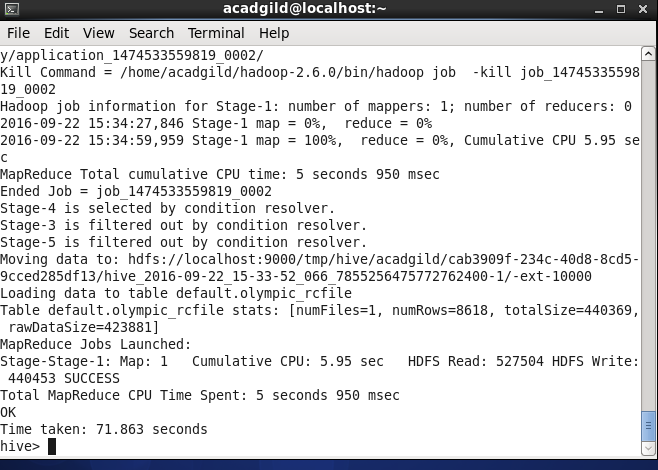 acadgild@localhost:~
File Edit View Search Terminal Help
y/application_1474533559819_0002/
Kill Command = /home/acadgild/hadoop-2.6.0/bin/hadoop job  -kill job_14745335598
19_0002
Hadoop job information for Stage-1: number of mappers: 1; number of reducers: 0
2016-09-22 15:34:27,846 Stage-1 map = 0%,  reduce = 0%
2016-09-22 15:34:59,959 Stage-1 map = 100%,  reduce = 0%, Cumulative CPU 5.95 se
c
MapReduce Total cumulative CPU time: 5 seconds 950 msec
Ended Job = job_1474533559819_0002
Stage-4 is selected by condition resolver.
Stage-3 is filtered out by condition resolver.
Stage-5 is filtered out by condition resolver.
Moving data to: hdfs://localhost:9000/tmp/hive/acadgild/cab3909f-234c-40d8-8cd5-
9cced285df13/hive_2016-09-22_15-33-52_066_7855256475772762400-1/-ext-10000
Loading data to table default.olympic_rcfile
Table default.olympic_rcfile stats: [numFiles=1, numRows=8618, totalSize=440369,
 rawDataSize=423881]
MapReduce Jobs Launched:
Stage-Stage-1: Map: 1   Cumulative CPU: 5.95 sec   HDFS Read: 527504 HDFS Write:
 440453 SUCCESS
Total MapReduce CPU Time Spent: 5 seconds 950 msec
OK
Time taken: 71.863 seconds
hive>